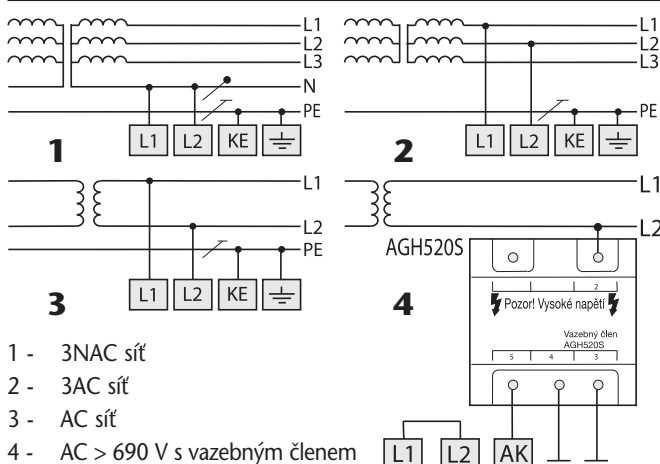 L1
L2
L3
N
PE
L1 L2 KE
1
L1
L2
L3
PE
L1 L2 KE
2
L1
L2
PE
L1 L2 KE
3
L1
L2
AGH520S
2
Pozor! Vysoké napětí
Vazební člen
AGH520S
5 4 3
4
L1 L2 AK
1 - 3NAC síť
2 - 3AC síť
3 - AC síť
4 - AC > 690 V s vazebným členem